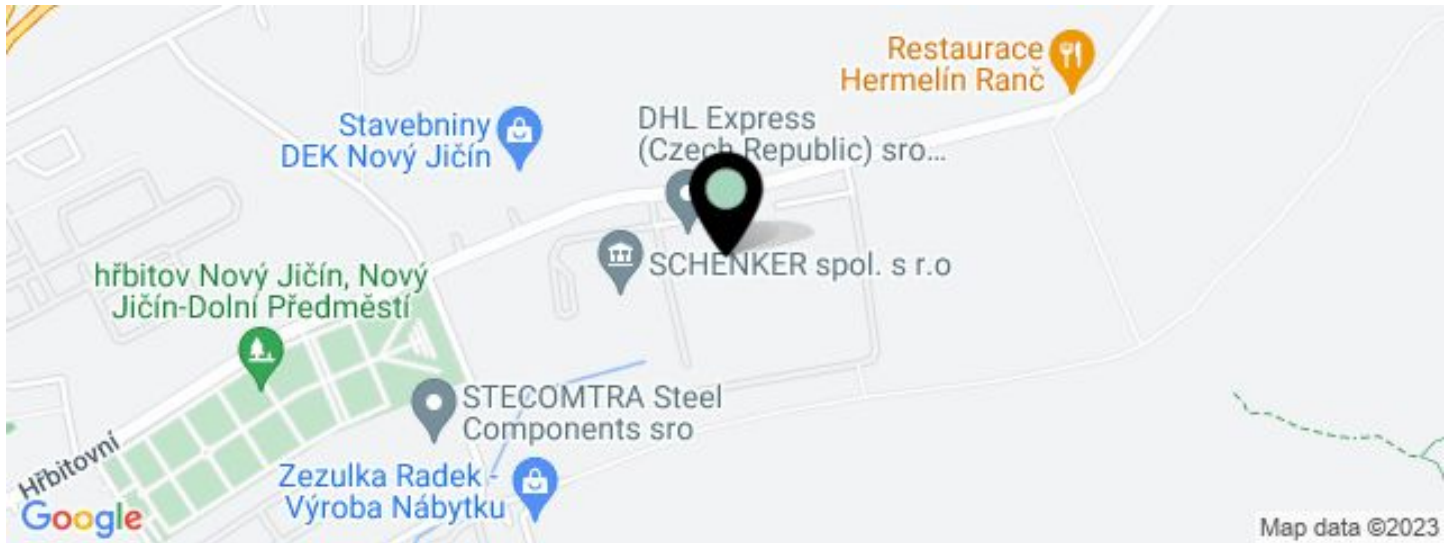 Restaurace
Hermelín Ranč
DHL Express
(Czech Republic) sro...
Stavebniny
DEK Nový Jičín
SCHENKER spol. s r.o
hřbitov Nový Jičín, Nový
Jičín-Dolní Předměstí
STECOMTRA Steel
Components sro
Hřbitovní
Zezulka Radek -
Výroba Nábytku
Google
Map data ©2023